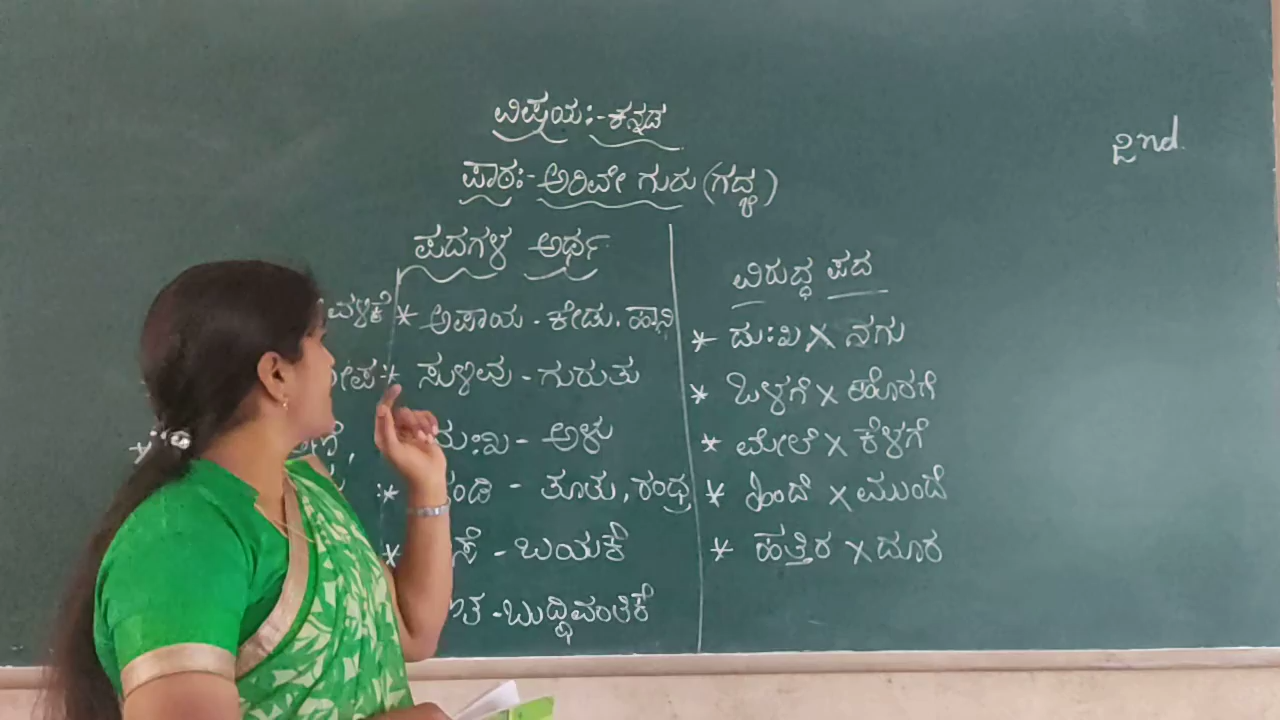 ವಿಷಯ:- ಕನ್ನಡ
2nd.
ಪಾಠ:- ಅರಿವೇ ಗುರು (ಗದ್ಯ)
ಪದಗಳ ಅರ್ಥ
* ಅಪಾಯ - ಕೇಡು. ಹಾನಿ
* ಸುಳಿವು - ಗುರುತು
ದು:ಖ - ಅಳು
* - ತೂತು, ರಂಧ್ರ
* - ಬಯಕೆ
- ಬುದ್ಧಿವಂತಿಕೆ
ವಿರುದ್ಧ ಪದ
* ದು:ಖ X ನಗು
* ಒಳಗೆ X ಹೊರಗೆ
* ಮೇಲೆ X ಕೆಳಗೆ
* ಹಿಂದೆ X ಮುಂದೆ
* ಹತ್ತಿರ X ದೂರ